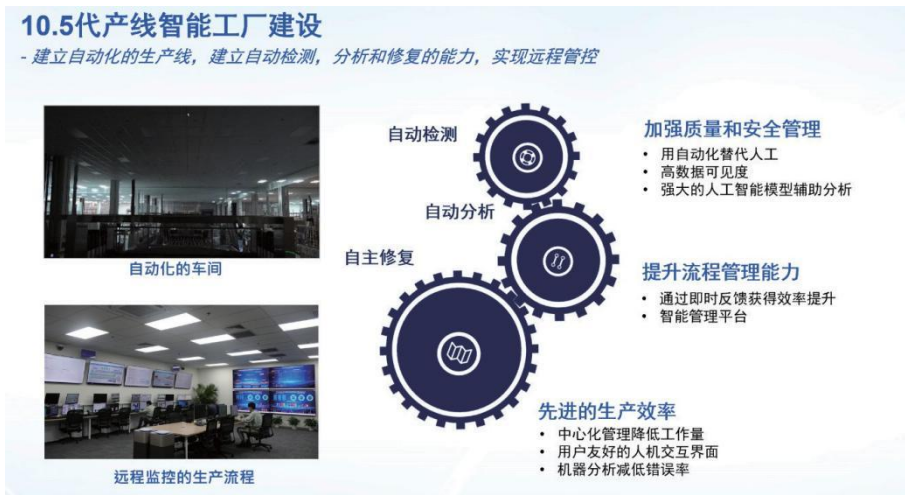 10.5代产线智能工厂建设
- 建立自动化的生产线，建立自动检测，分析和修复的能力，实现远程管控
自动化的车间
远程监控的生产流程
自动检测
自动分析
自主修复
加强质量和安全管理
• 用自动化替代人工
• 高数据可见度
• 强大的人工智能模型辅助分析
提升流程管理能力
• 通过即时反馈获得效率提升
• 智能管理平台
先进的生产效率
• 中心化管理降低工作量
• 用户友好的人机交互界面
• 机器分析减低错误率